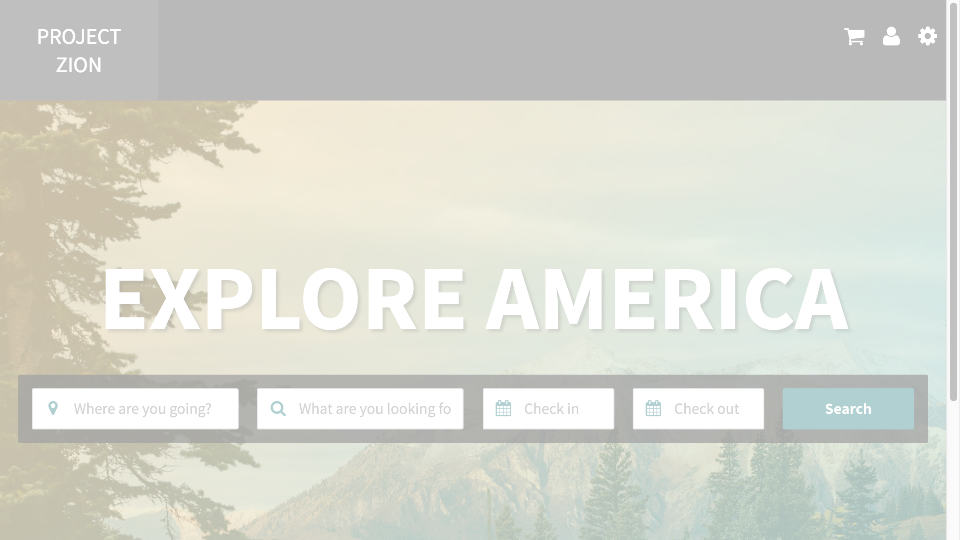 PROJECT
ZION
EXPLORE AMERICA
Where are you going?
What are you looking fo
Check in
Check out
Search